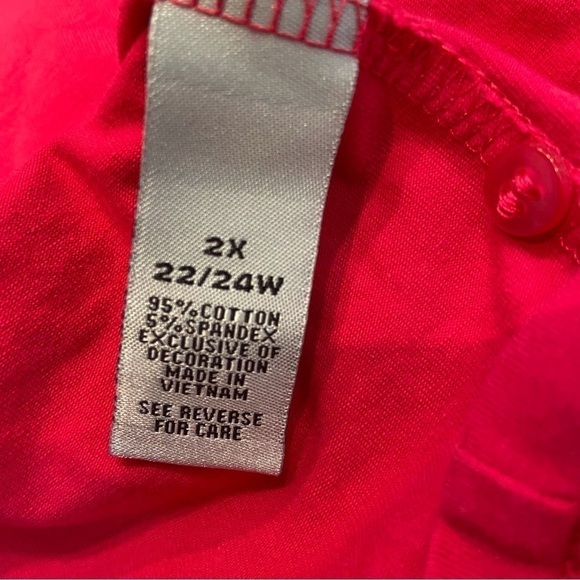 2X
22/24W
95%COTTON
5%SPANDEX
EXCLUSIVE OF
DECORATION
MADE IN
VIETNAM
SEE REVERSE
FOR CARE